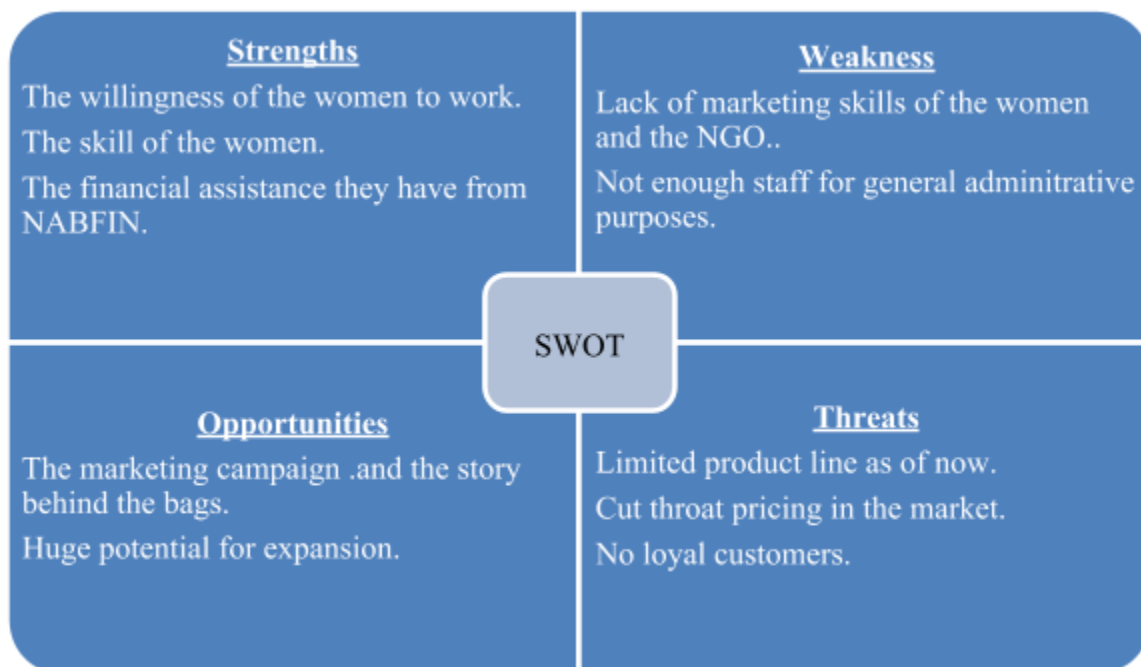 Strengths
The willingness of the women to work.
The skill of the women.
The financial assistance they have from
NABFIN.
Weakness
Lack of marketing skills of the women
and the NGO..
Not enough staff for general adminitrative
purposes.
SWOT
Opportunities
The marketing campaign .and the story
behind the bags.
Huge potential for expansion.
Threats
Limited product line as of now.
Cut throat pricing in the market.
No loyal customers.